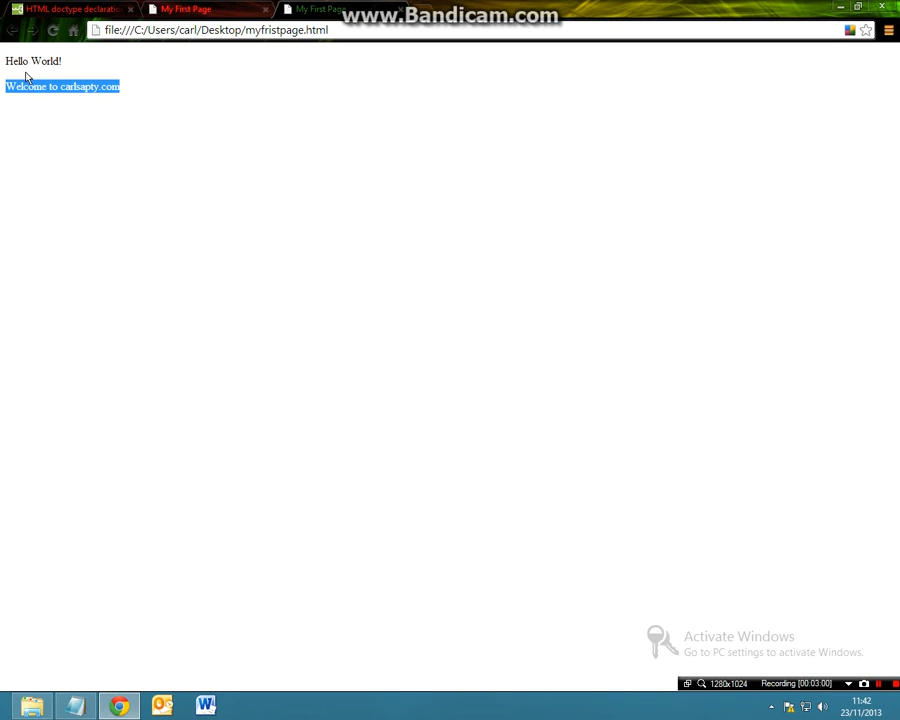 HTML doctype declaratio
My First Page
My First Page
www.Bandicam.com
file:///C:/Users/carl/Desktop/myfristpage.html
Hello World!
Welcome to carlsapty.com
Activate Windows
Go to PC settings to activate Windows.
1280x1024 Recording [00:03:00]
11:42
23/11/2013